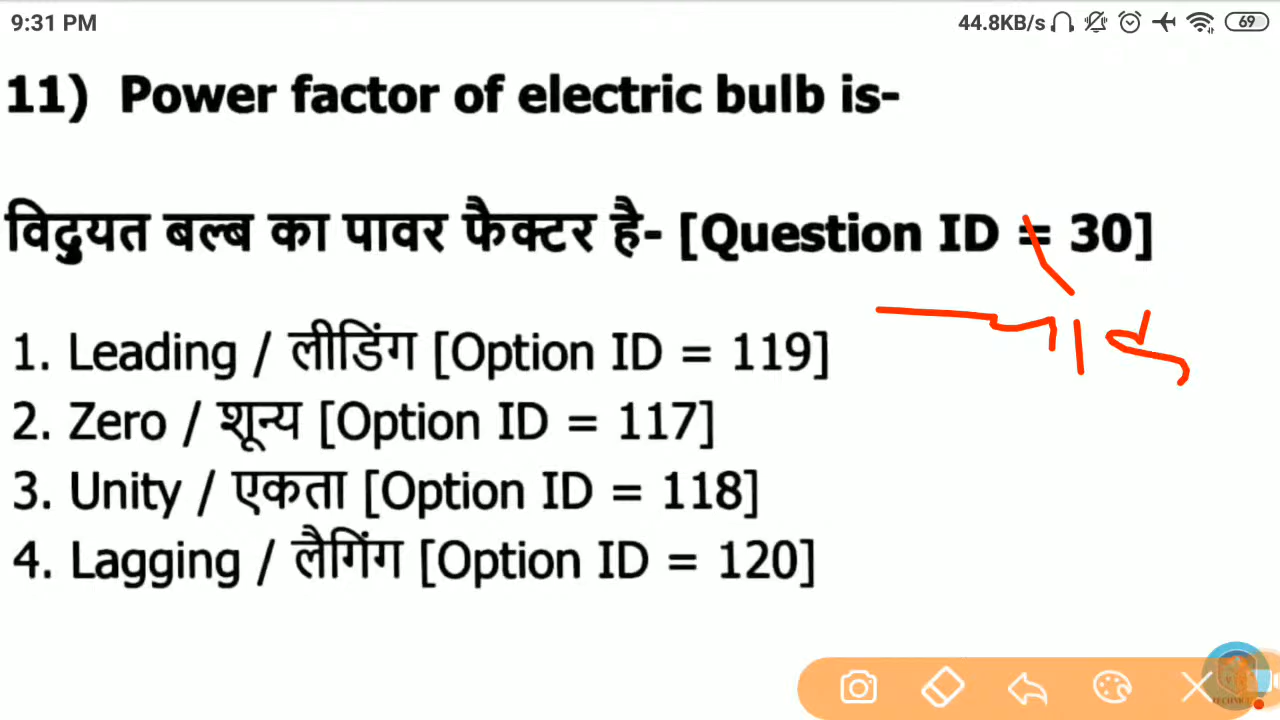 9:31 PM 44.8KB/s 69
11) Power factor of electric bulb is-
विद्युयत बल्ब का पावर फैक्टर है- [Question ID = 30]
1. Leading / लीडिंग [Option ID = 119]
2. Zero / शून्य [Option ID = 117]
3. Unity / एकता [Option ID = 118]
4. Lagging / लैगिंग [Option ID = 120]